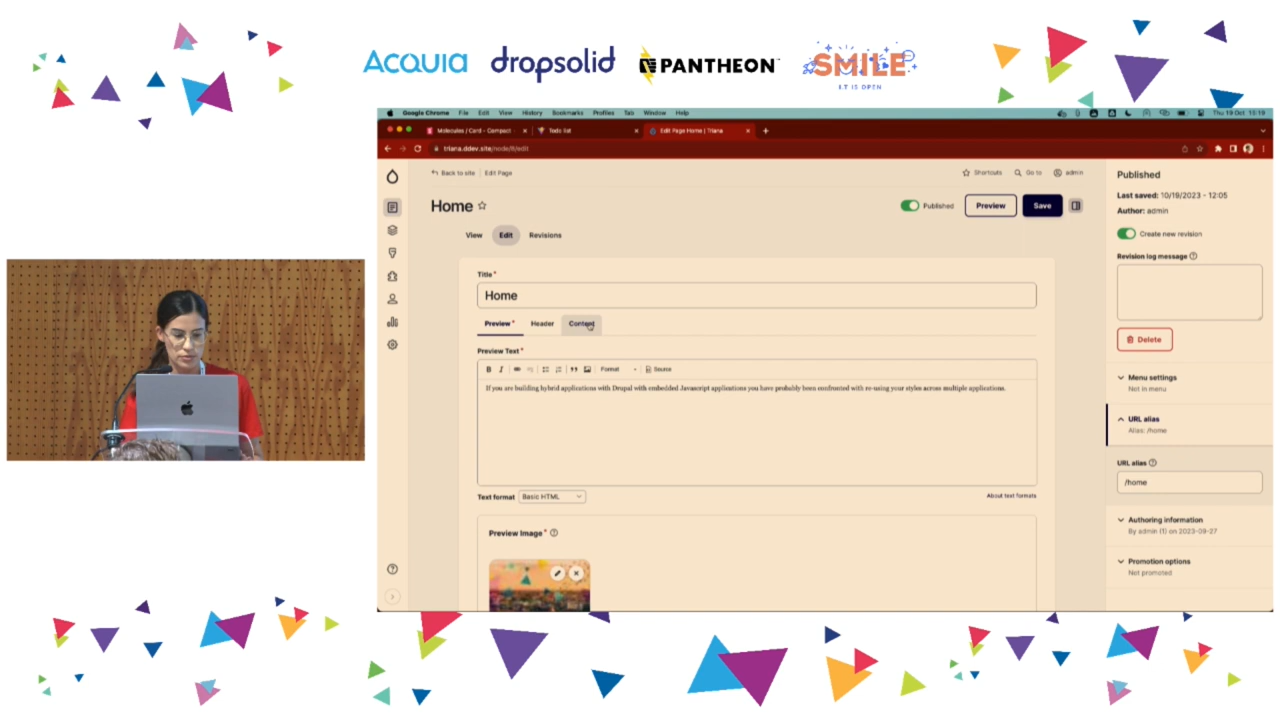 ACQUIA dropsolid PANTHEON SMILE
I.T IS OPEN
Google Chrome File Edit View History Bookmarks Profiles Tab Window Help Thu 19 Oct
Molecules / Card - Compact Todo list Edit Page Home | Triana
triana.ddev.site/node/8/edit
Back to site Edit Page Shortcuts Go to admin
Home Published Preview Save
View Edit Revisions
Title *
Home
Preview * Header Content
Preview Text *
B I Format Source
If you are building hybrid applications with Drupal with embedded Javascript applications you have probably been confronted with re-using your styles across multiple applications.
Text format Basic HTML About text formats
Preview Image *
Published
Last saved: 10/19/2023 - 12:05
Author: admin
Create new revision
Revision log message
Delete
Menu settings
Not in menu
URL alias
Alias: /home
URL alias
/home
Authoring information
By admin (1) on 2023-09-27
Promotion options
Not promoted